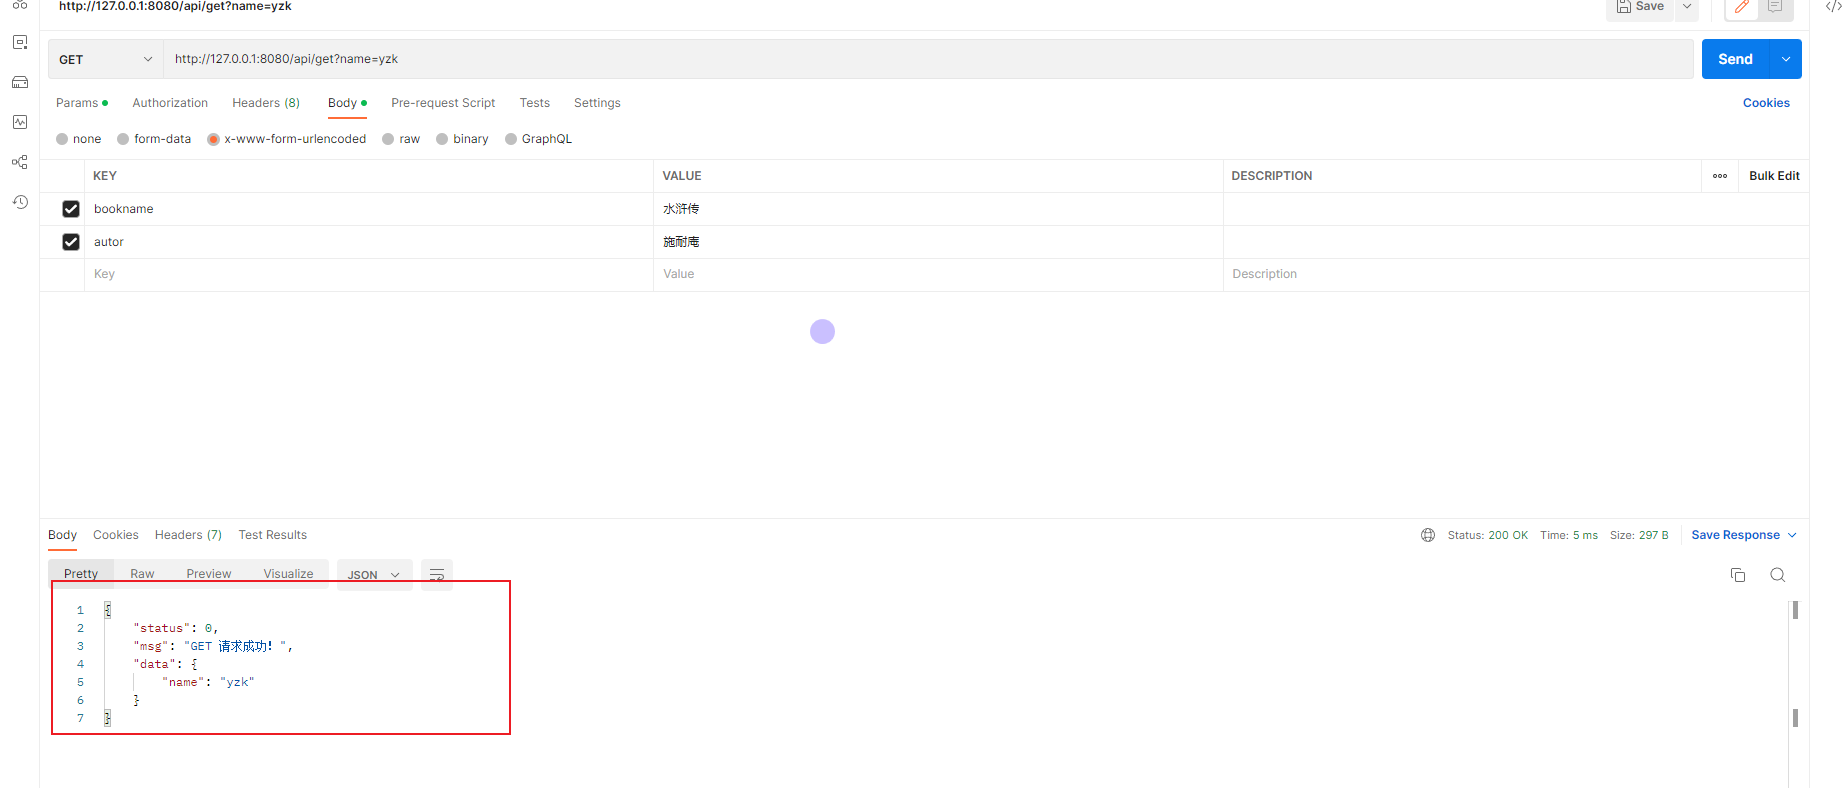 http://127.0.0.1:8080/api/get?name=yzk
Save
GET http://127.0.0.1:8080/api/get?name=yzk Send
Params Authorization Headers (8) Body Pre-request Script Tests Settings Cookies
none form-data x-www-form-urlencoded raw binary GraphQL
KEY VALUE DESCRIPTION Bulk Edit
bookname 水浒传
autor 施耐庵
Key Value Description
Body Cookies Headers (7) Test Results Status: 200 OK Time: 5 ms Size: 297 B Save Response
Pretty Raw Preview Visualize JSON
1 {
2 "status": 0,
3 "msg": "GET 请求成功！",
4 "data": {
5 "name": "yzk"
6 }
7 }